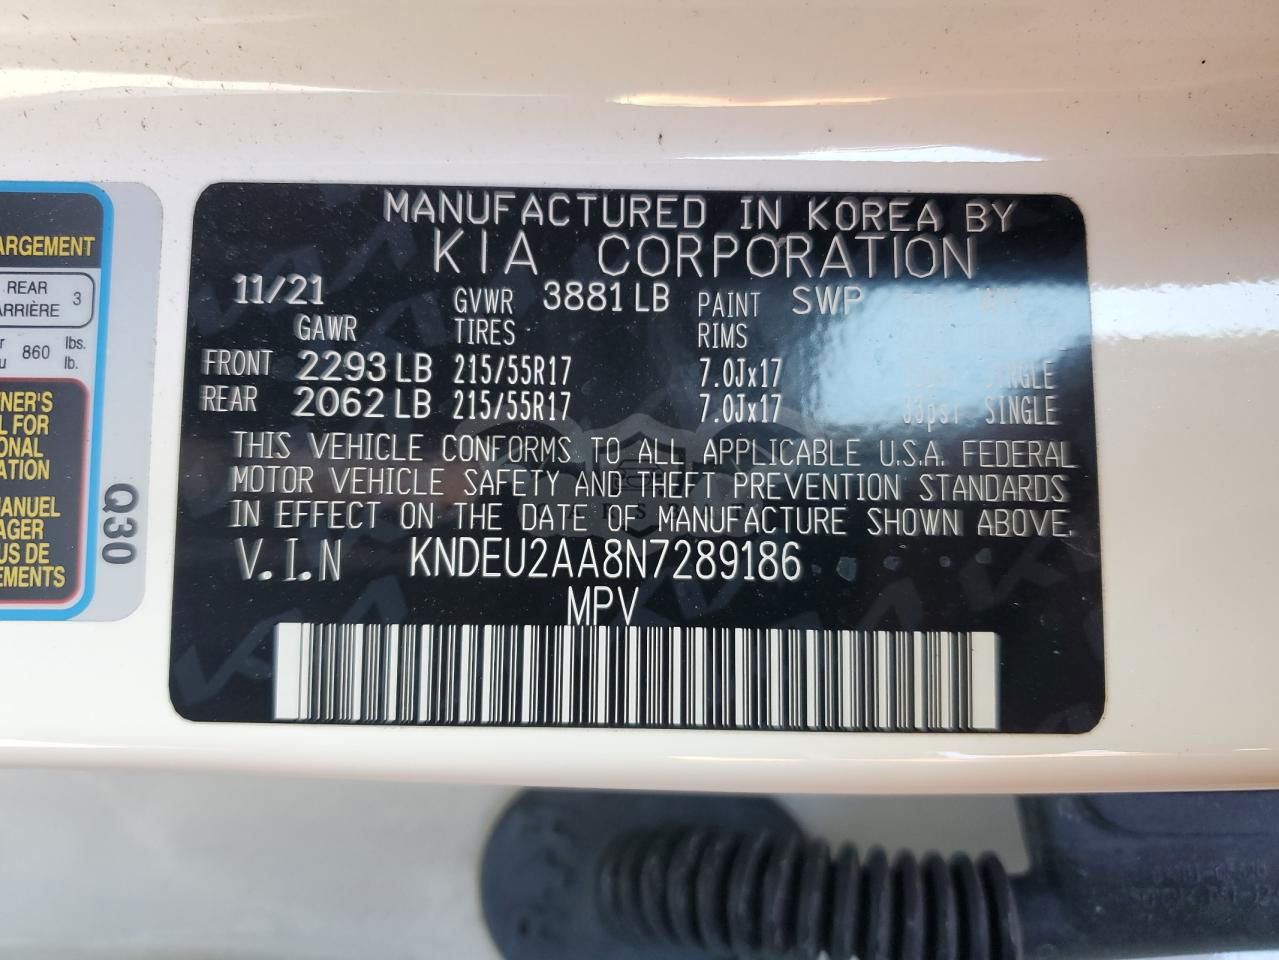 ARGEMENT
REAR
ARRIÈRE 3
860 lbs.
lb.
NER'S
L FOR
ONAL
ATION
MANUEL
AGER
US DE
EMENTS
Q30
MANUFACTURED IN KOREA BY
KIA CORPORATION
11/21 GVWR 3881 LB PAINT SWP
GAWR TIRES RIMS
FRONT 2293 LB 215/55R17 7.0Jx17 SINGLE
REAR 2062 LB 215/55R17 7.0Jx17 33psi SINGLE
THIS VEHICLE CONFORMS TO ALL APPLICABLE U.S.A. FEDERAL
MOTOR VEHICLE SAFETY AND THEFT PREVENTION STANDARDS
IN EFFECT ON THE DATE OF MANUFACTURE SHOWN ABOVE.
V.I.N KNDEU2AA8N7289186
MPV